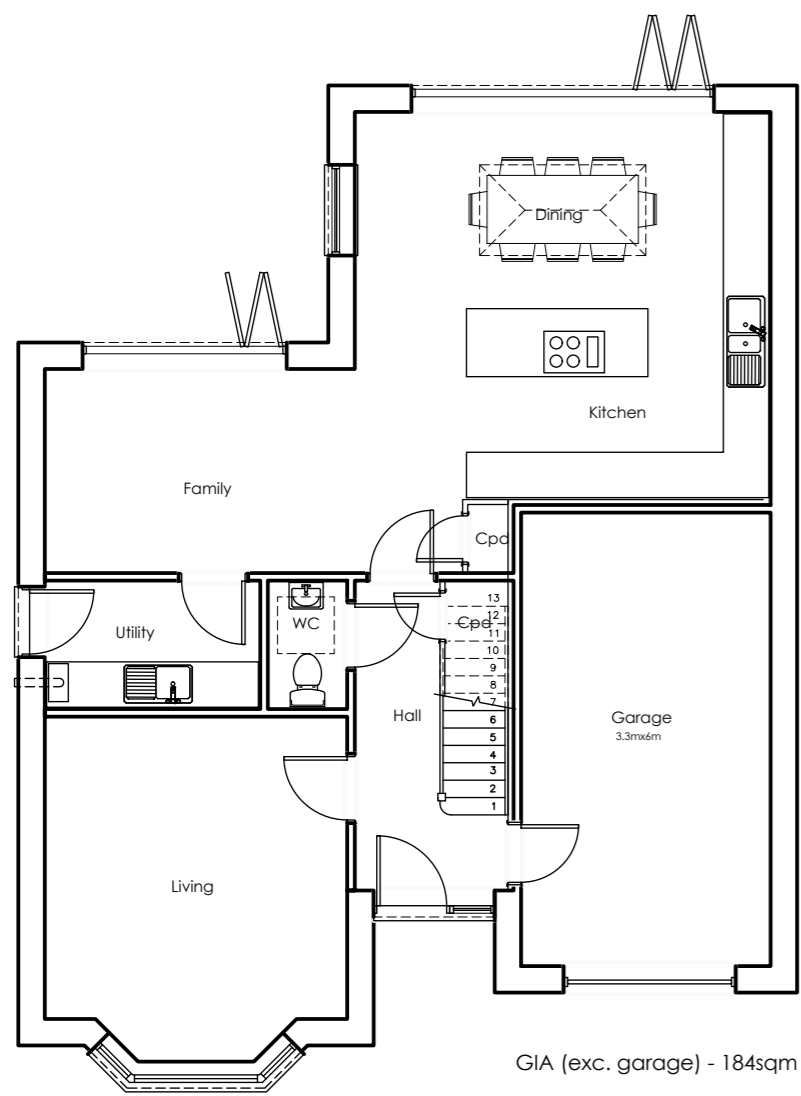 Dining
Kitchen
Family
Cpd
Utility
WC
Cpd
13
12
11
10
9
8
7
6
5
4
3
2
1
Hall
Garage
3.3mx6m
Living
GIA (exc. garage) - 184sqm